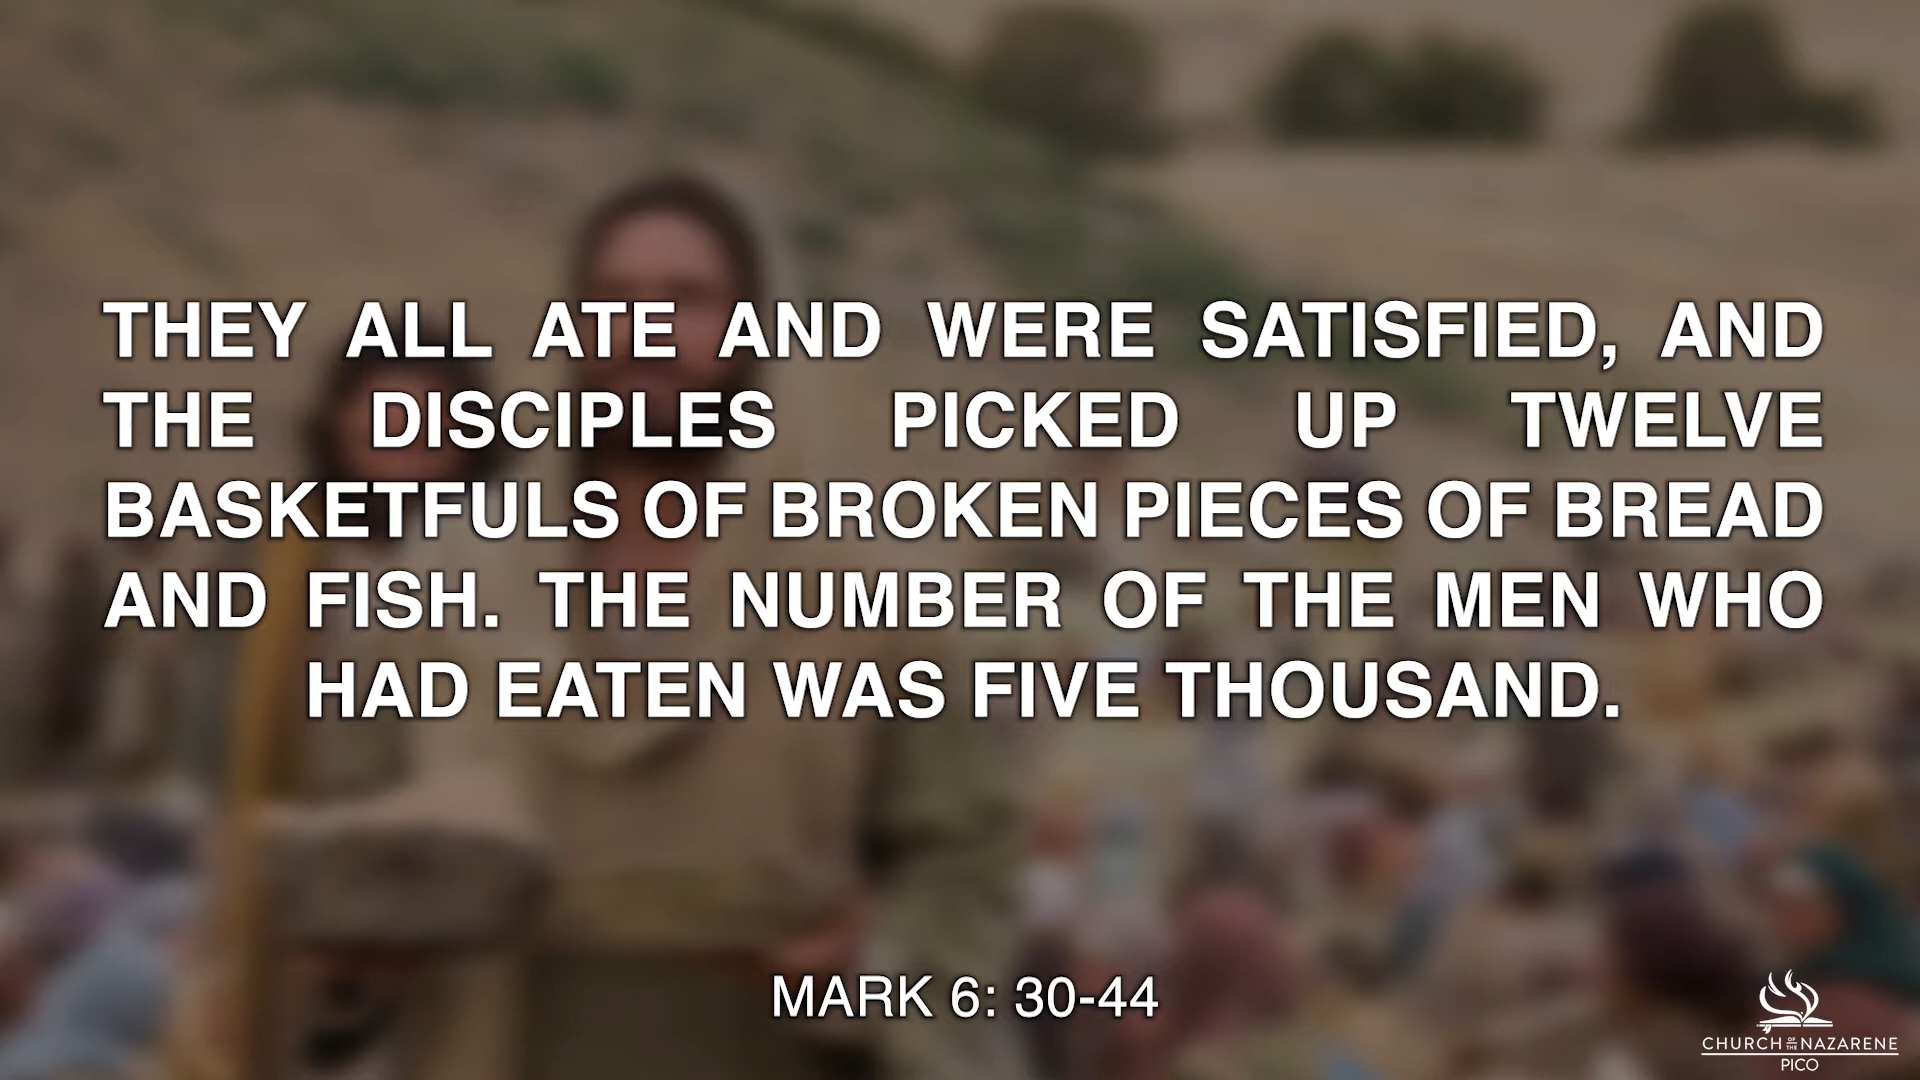 THEY ALL ATE AND WERE SATISFIED, AND
THE DISCIPLES PICKED UP TWELVE
BASKETFULS OF BROKEN PIECES OF BREAD
AND FISH. THE NUMBER OF THE MEN WHO
HAD EATEN WAS FIVE THOUSAND.
MARK 6: 30-44
CHURCH OF THE NAZARENE
PICO